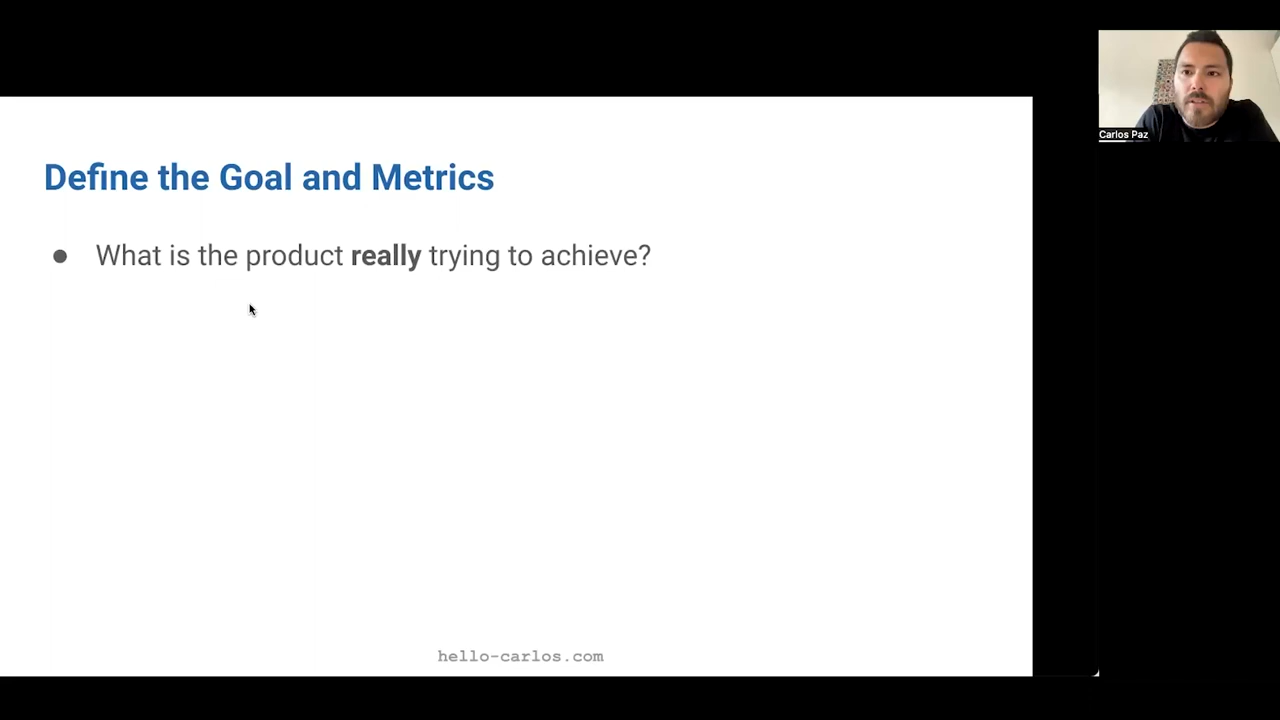 Define the Goal and Metrics
● What is the product really trying to achieve?
hello-carlos.com
Carlos Paz